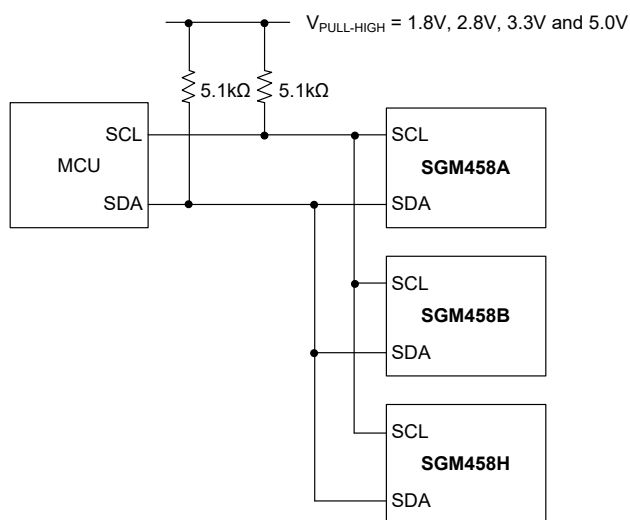 V_PULL-HIGH = 1.8V, 2.8V, 3.3V and 5.0V
5.1kΩ 5.1kΩ
SCL
MCU
SDA
SCL
SGM458A
SDA
SCL
SGM458B
SDA
SCL
SGM458H
SDA